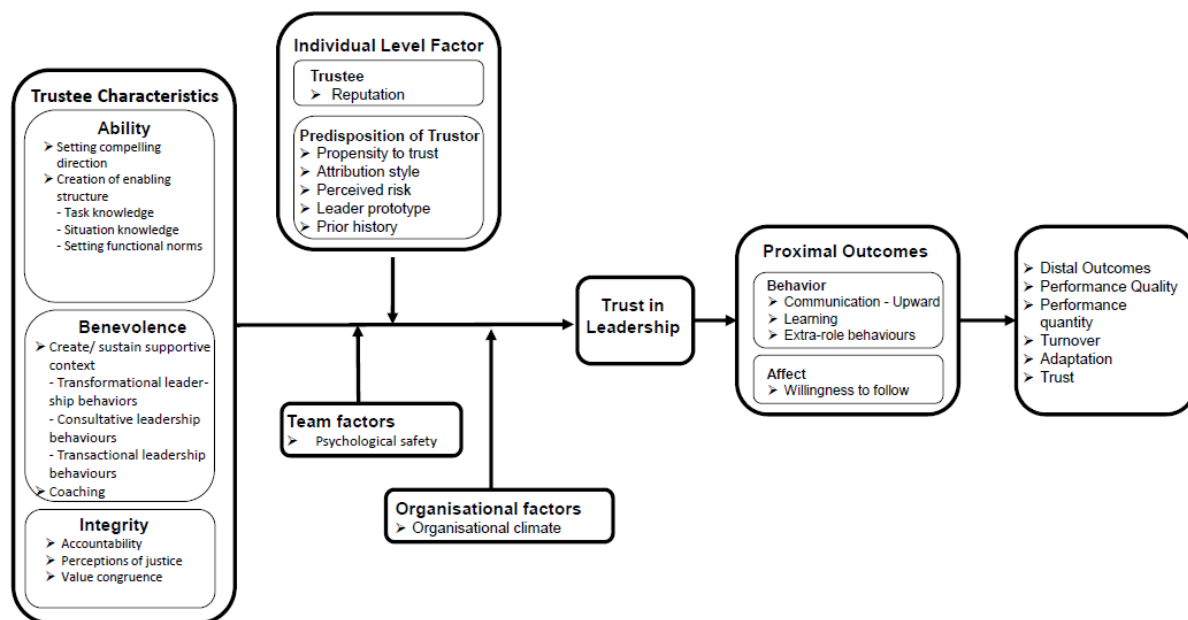 Trustee Characteristics
Ability
➢ Setting compelling
direction
➢ Creation of enabling
structure
- Task knowledge
- Situation knowledge
- Setting functional norms
Benevolence
➢ Create/ sustain supportive
context
- Transformational leader-
ship behaviors
- Consultative leadership
behaviours
- Transactional leadership
behaviours
➢ Coaching
Integrity
➢ Accountability
➢ Perceptions of justice
➢ Value congruence
Individual Level Factor
Trustee
➢ Reputation
Predisposition of Trustor
➢ Propensity to trust
➢ Attribution style
➢ Perceived risk
➢ Leader prototype
➢ Prior history
Team factors
➢ Psychological safety
Organisational factors
➢ Organisational climate
Trust in
Leadership
Proximal Outcomes
Behavior
➢ Communication - Upward
➢ Learning
➢ Extra-role behaviours
Affect
➢ Willingness to follow
➢ Distal Outcomes
➢ Performance Quality
➢ Performance
quantity
➢ Turnover
➢ Adaptation
➢ Trust